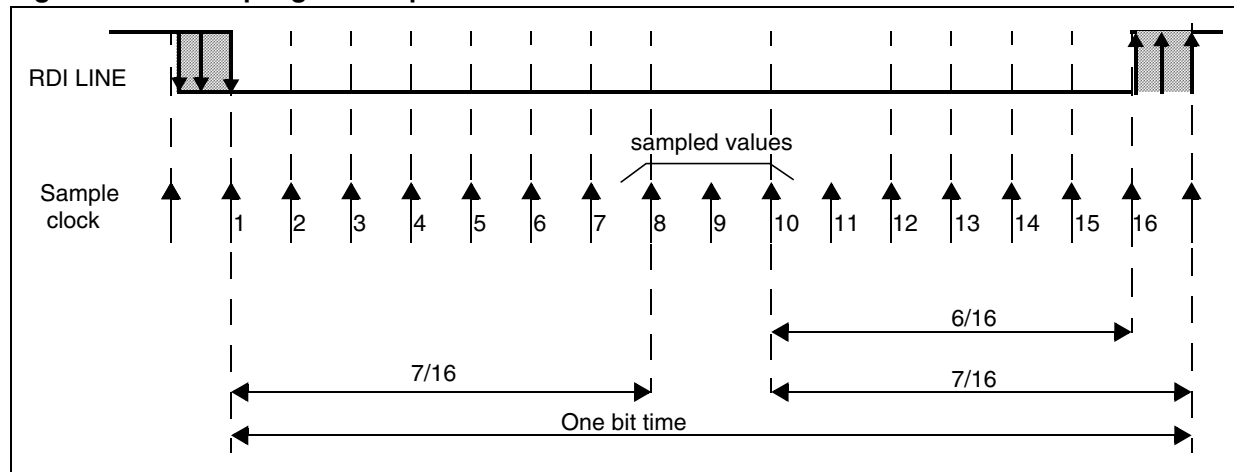 RDI LINE
sampled values
Sample
clock
1 2 3 4 5 6 7 8 9 10 11 12 13 14 15 16
6/16
7/16
7/16
One bit time